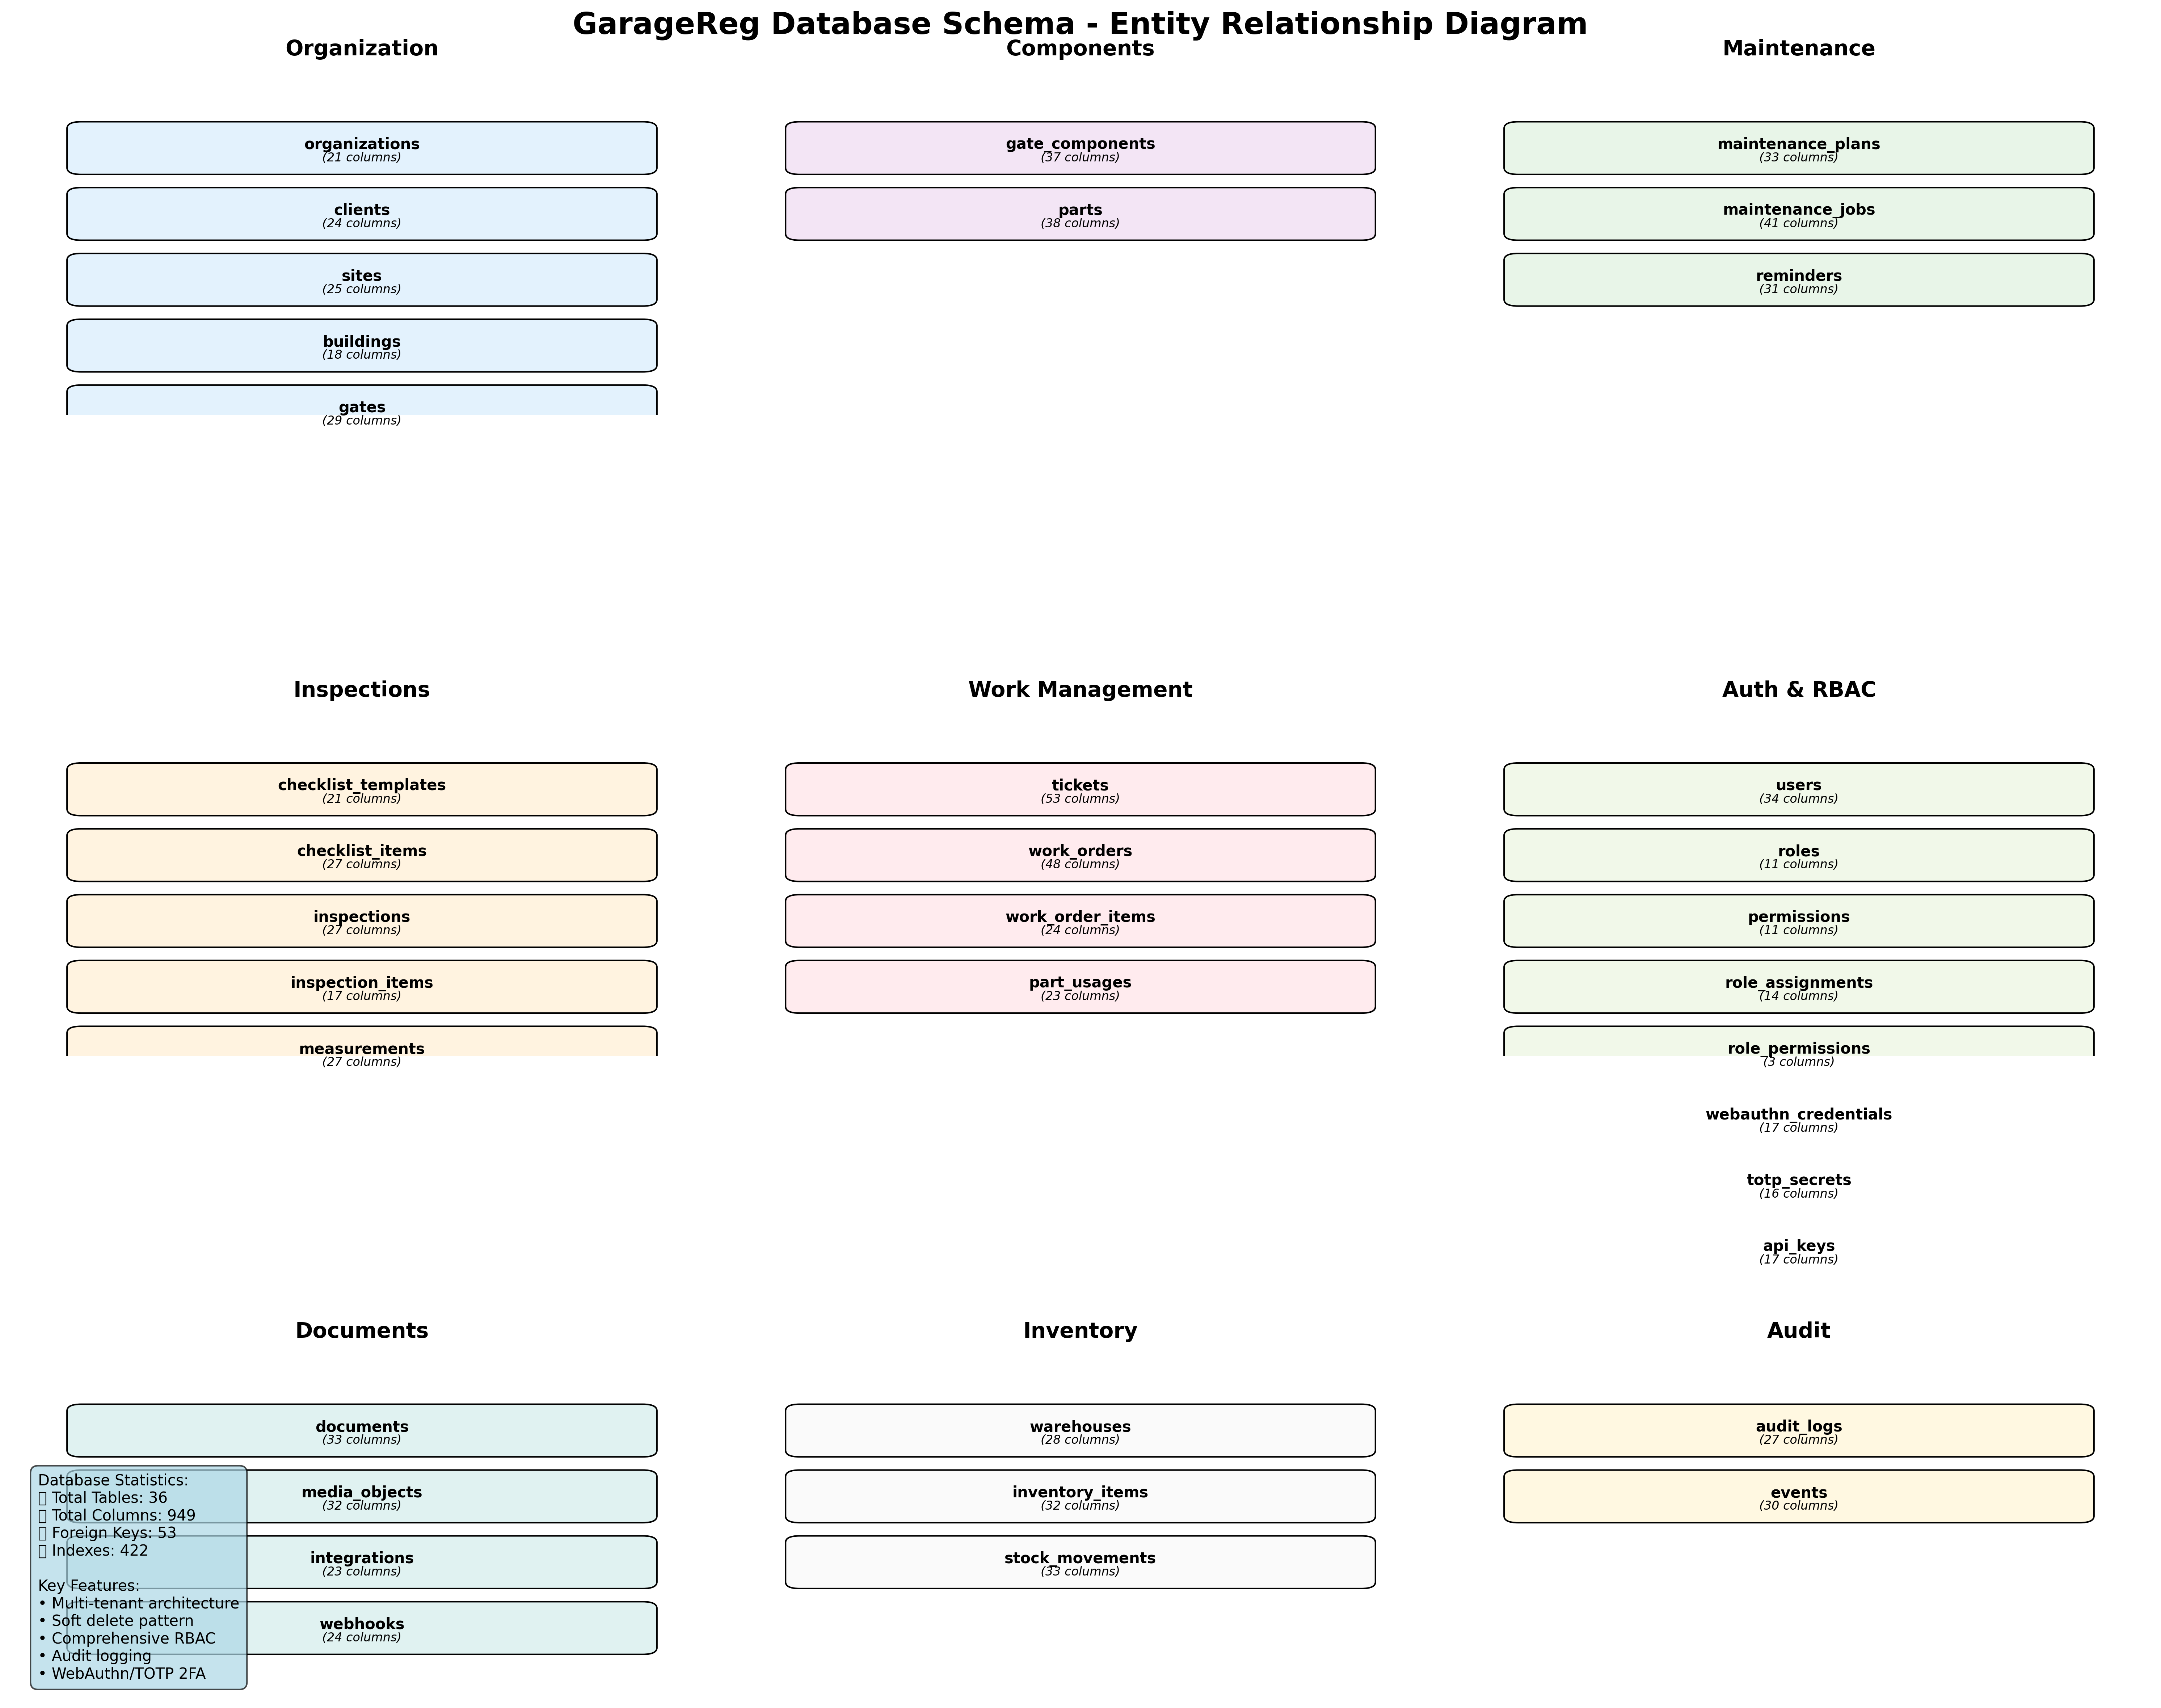 GarageReg Database Schema - Entity Relationship Diagram
Organization
organizations
(21 columns)
clients
(24 columns)
sites
(25 columns)
buildings
(18 columns)
gates
(29 columns)
Components
gate_components
(37 columns)
parts
(38 columns)
Maintenance
maintenance_plans
(33 columns)
maintenance_jobs
(41 columns)
reminders
(31 columns)
Inspections
checklist_templates
(21 columns)
checklist_items
(27 columns)
inspections
(27 columns)
inspection_items
(17 columns)
measurements
(27 columns)
Work Management
tickets
(53 columns)
work_orders
(48 columns)
work_order_items
(24 columns)
part_usages
(23 columns)
Auth & RBAC
users
(34 columns)
roles
(11 columns)
permissions
(11 columns)
role_assignments
(14 columns)
role_permissions
(3 columns)
webauthn_credentials
(17 columns)
totp_secrets
(16 columns)
api_keys
(17 columns)
Documents
documents
(33 columns)
media_objects
(32 columns)
integrations
(23 columns)
webhooks
(24 columns)
Database Statistics:
Total Tables: 36
Total Columns: 949
Foreign Keys: 53
Indexes: 422
Key Features:
• Multi-tenant architecture
• Soft delete pattern
• Comprehensive RBAC
• Audit logging
• WebAuthn/TOTP 2FA
Inventory
warehouses
(28 columns)
inventory_items
(32 columns)
stock_movements
(33 columns)
Audit
audit_logs
(27 columns)
events
(30 columns)